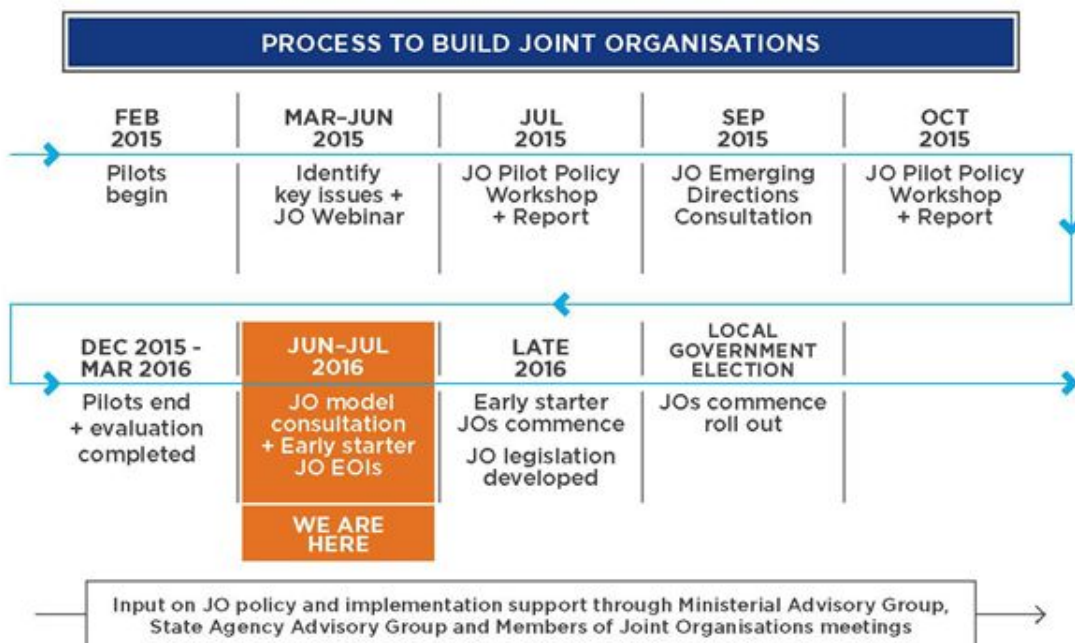 PROCESS TO BUILD JOINT ORGANISATIONS
FEB
2015
Pilots
begin
MAR–JUN
2015
Identify
key issues +
JO Webinar
JUL
2015
JO Pilot Policy
Workshop
+ Report
SEP
2015
JO Emerging
Directions
Consultation
OCT
2015
JO Pilot Policy
Workshop
+ Report
DEC 2015 -
MAR 2016
Pilots end
+ evaluation
completed
JUN–JUL
2016
JO model
consultation
+ Early starter
JO EOIs
WE ARE
HERE
LATE
2016
Early starter
JOs commence
JO legislation
developed
LOCAL
GOVERNMENT
ELECTION
JOs commence
roll out
Input on JO policy and implementation support through Ministerial Advisory Group,
State Agency Advisory Group and Members of Joint Organisations meetings